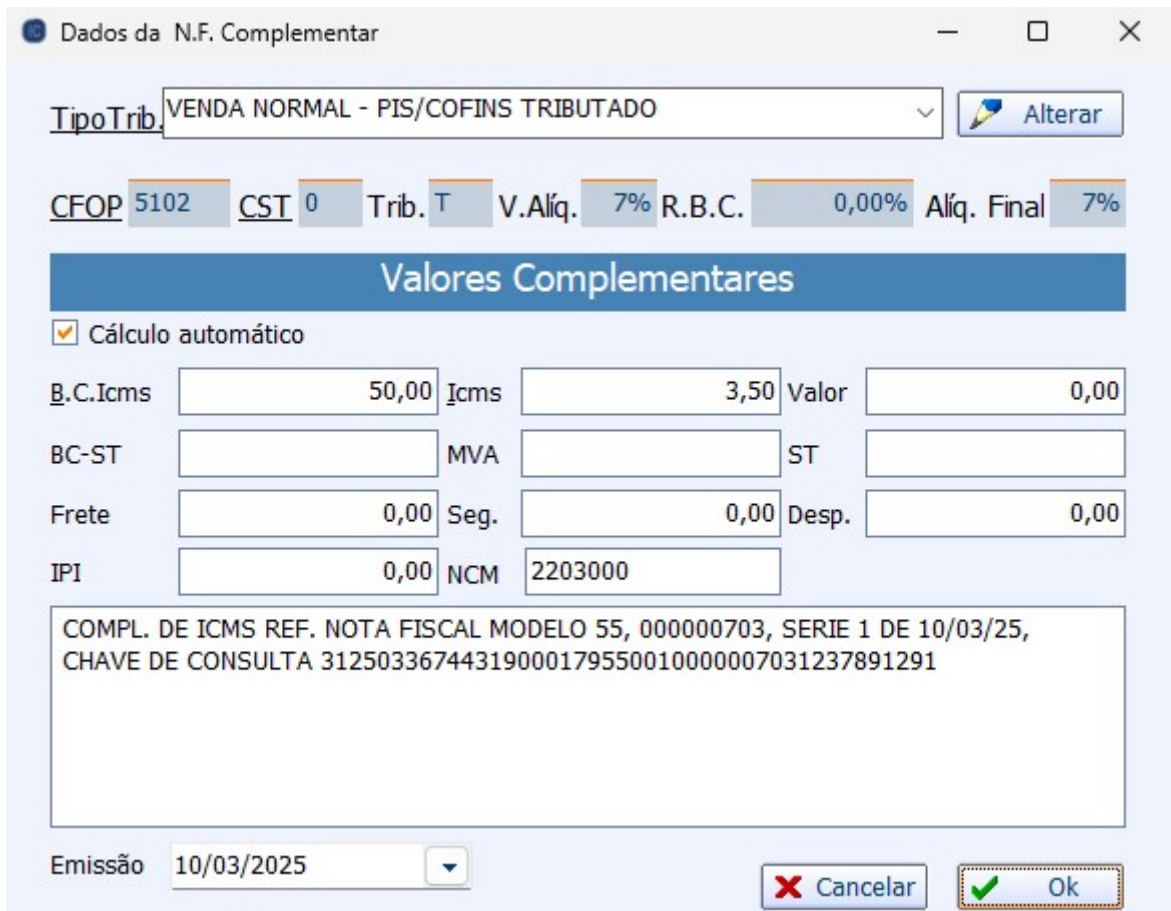 Dados da N.F. Complementar
TipoTrib. VENDA NORMAL - PIS/COFINS TRIBUTADO Alterar
CFOP 5102 CST 0 Trib. T V.Alíq. 7% R.B.C. 0,00% Alíq. Final 7%
Valores Complementares
Cálculo automático
B.C.Icms 50,00 Icms 3,50 Valor 0,00
BC-ST MVA ST
Frete 0,00 Seg. 0,00 Desp. 0,00
IPI 0,00 NCM 2203000
COMPL. DE ICMS REF. NOTA FISCAL MODELO 55, 000000703, SERIE 1 DE 10/03/25,
CHAVE DE CONSULTA 31250336744319000179550010000007031237891291
Emissão 10/03/2025 Cancelar Ok